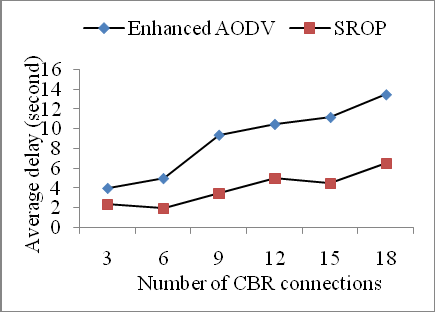 Enhanced AODV SROP
Average delay (second)
16
14
12
10
8
6
4
2
0
3 6 9 12 15 18
Number of CBR connections